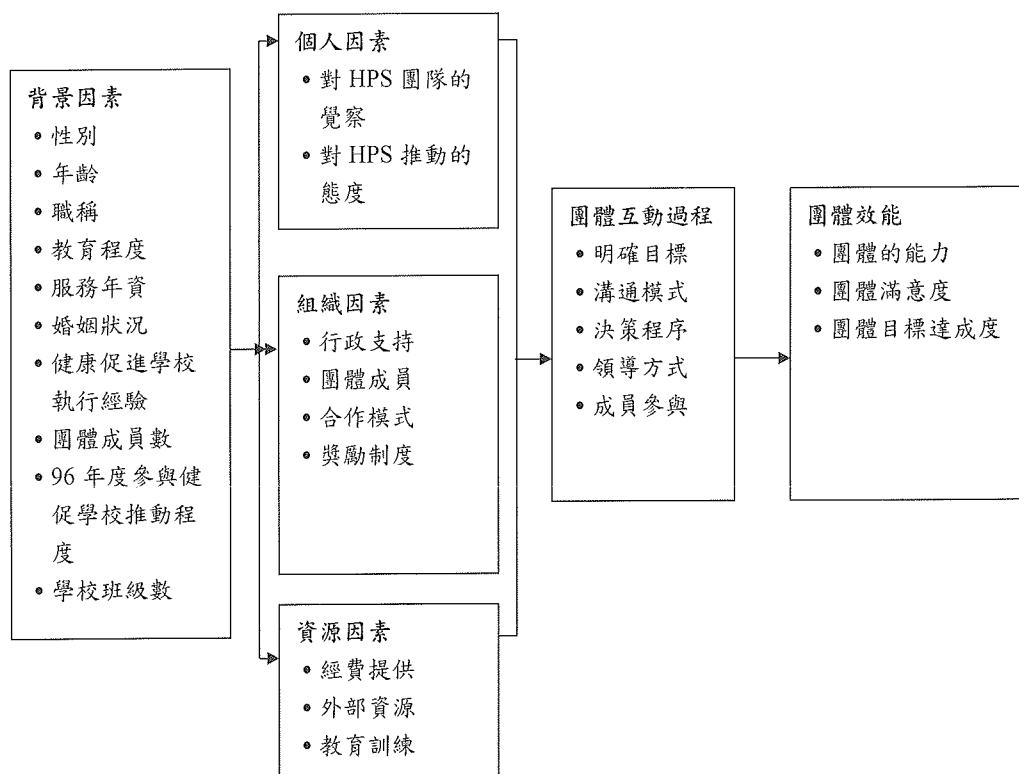 背景因素
• 性別
• 年齡
• 職稱
• 教育程度
• 服務年資
• 婚姻狀況
• 健康促進學校
執行經驗
• 團體成員數
• 96 年度參與健
促學校推動程
度
• 學校班級數
個人因素
• 對 HPS 團隊的
覺察
• 對 HPS 推動的
態度
組織因素
• 行政支持
• 團體成員
• 合作模式
• 獎勵制度
資源因素
• 經費提供
• 外部資源
• 教育訓練
團體互動過程
• 明確目標
• 溝通模式
• 決策程序
• 領導方式
• 成員參與
團體效能
• 團體的能力
• 團體滿意度
• 團體目標達成度